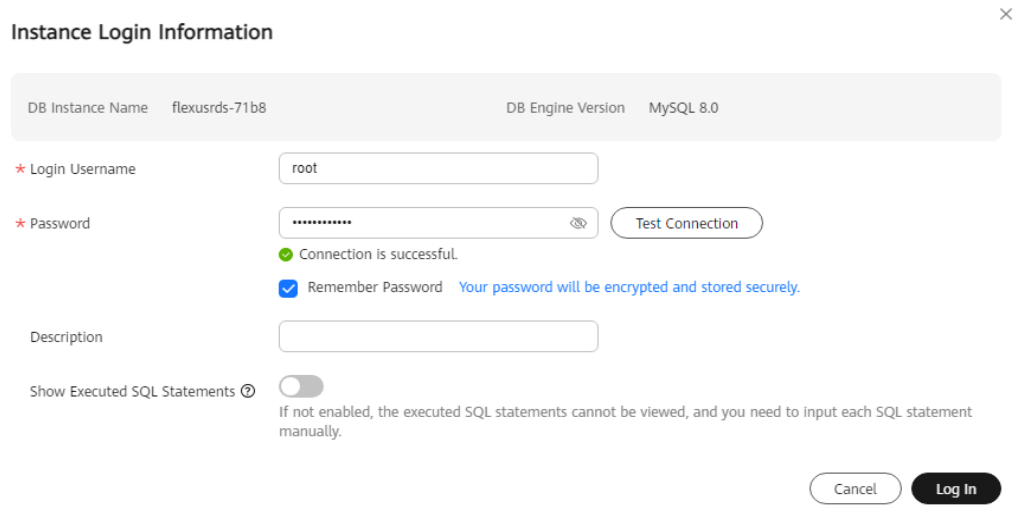 Instance Login Information
DB Instance Name flexusrds-71b8 DB Engine Version MySQL 8.0
* Login Username root
* Password •••••••••••• Test Connection
Connection is successful.
Remember Password Your password will be encrypted and stored securely.
Description
Show Executed SQL Statements ?
If not enabled, the executed SQL statements cannot be viewed, and you need to input each SQL statement
manually.
Cancel Log In